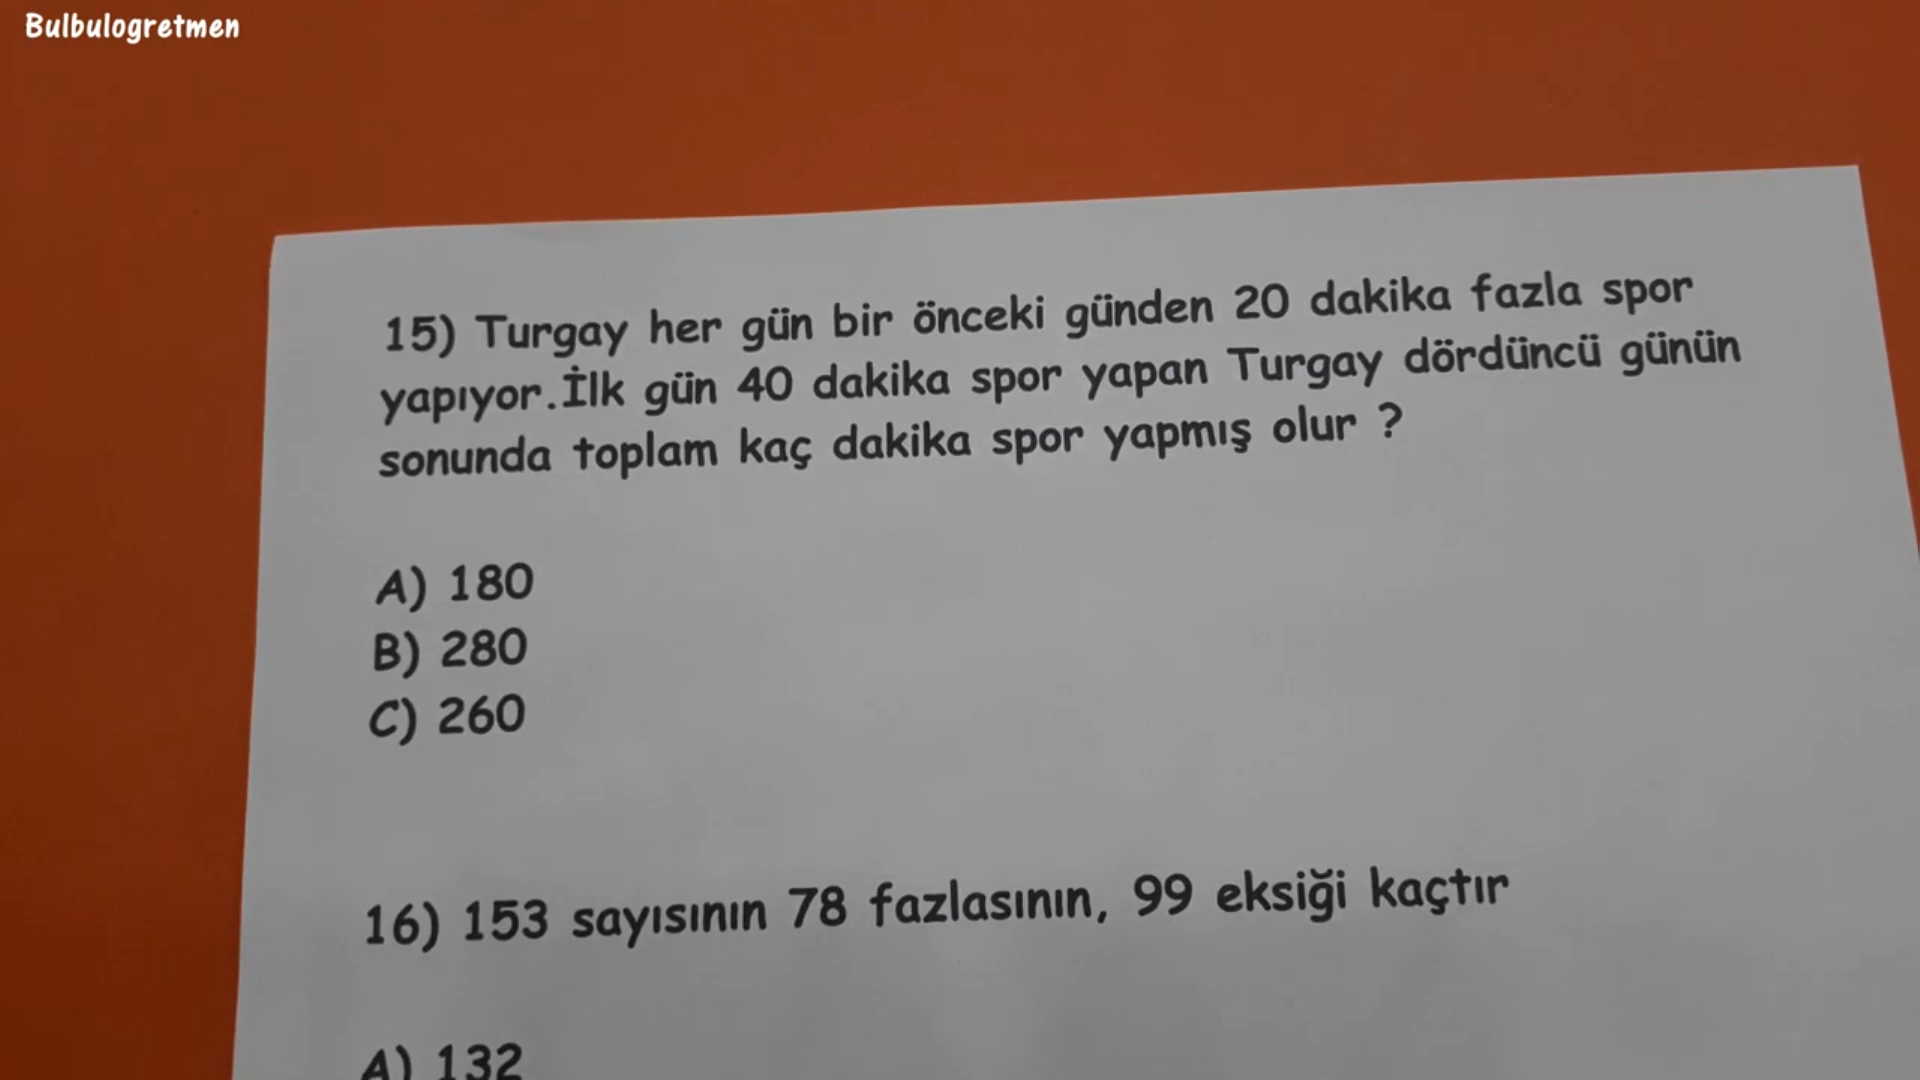 Bulbulogretmen
15) Turgay her gün bir önceki günden 20 dakika fazla spor
yapıyor.İlk gün 40 dakika spor yapan Turgay dördüncü günün
sonunda toplam kaç dakika spor yapmış olur ?
A) 180
B) 280
C) 260
16) 153 sayısının 78 fazlasının, 99 eksiği kaçtır
A) 132